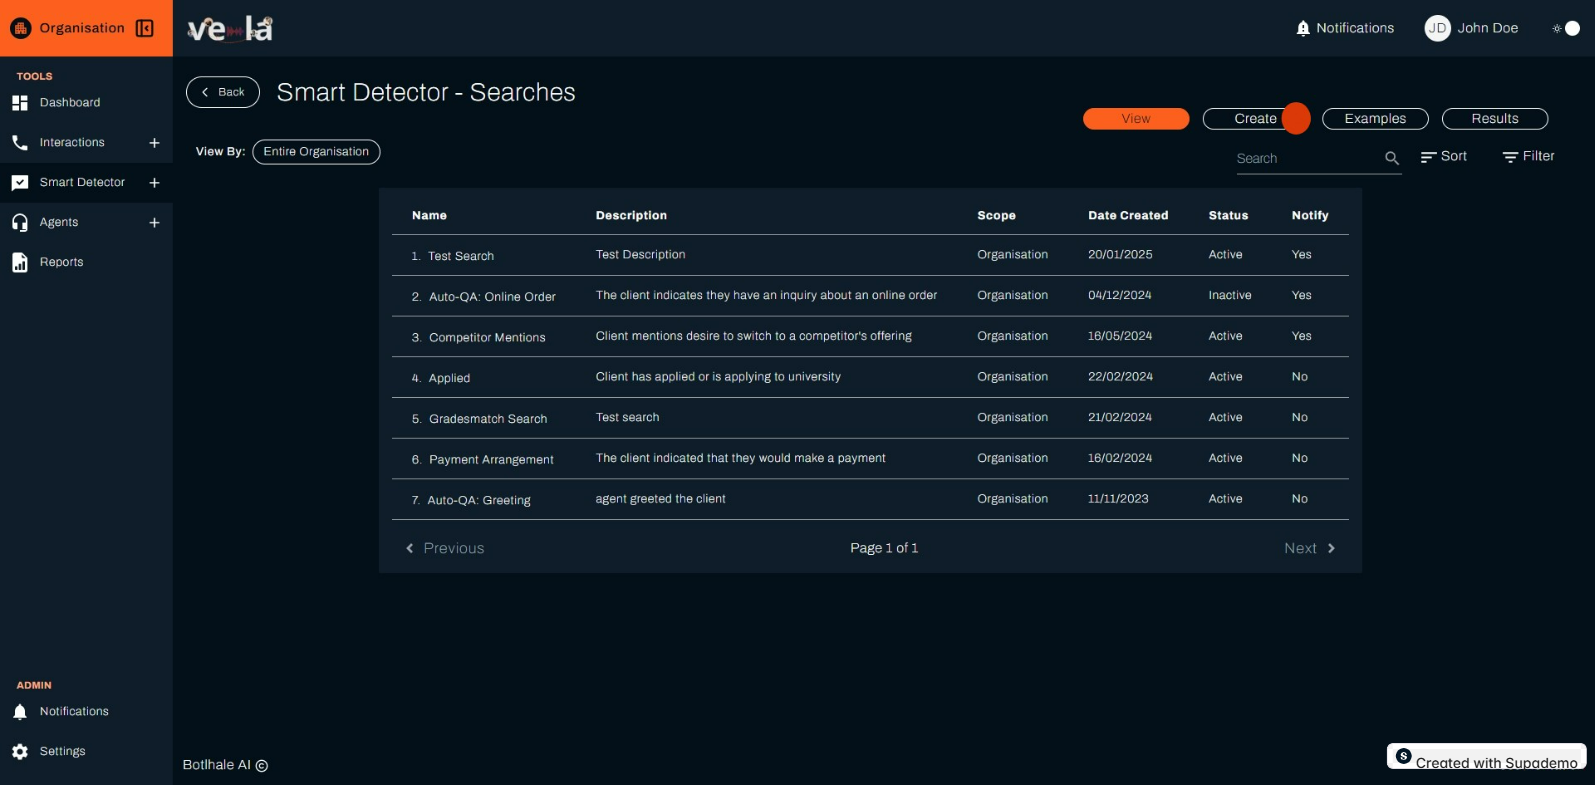 Organisation
vela
Notifications
JD John Doe
TOOLS
Dashboard
Interactions +
Smart Detector +
Agents +
Reports
Back
Smart Detector - Searches
View Create Examples Results
View By: Entire Organisation
Search Sort Filter
Name Description Scope Date Created Status Notify
1. Test Search Test Description Organisation 20/01/2025 Active Yes
2. Auto-QA: Online Order The client indicates they have an inquiry about an online order Organisation 04/12/2024 Inactive Yes
3. Competitor Mentions Client mentions desire to switch to a competitor's offering Organisation 16/05/2024 Active Yes
4. Applied Client has applied or is applying to university Organisation 22/02/2024 Active No
5. Gradesmatch Search Test search Organisation 21/02/2024 Active No
6. Payment Arrangement The client indicated that they would make a payment Organisation 16/02/2024 Active No
7. Auto-QA: Greeting agent greeted the client Organisation 11/11/2023 Active No
Previous Page 1 of 1 Next
ADMIN
Notifications
Settings
Botlhale AI ©
S Created with Supademo